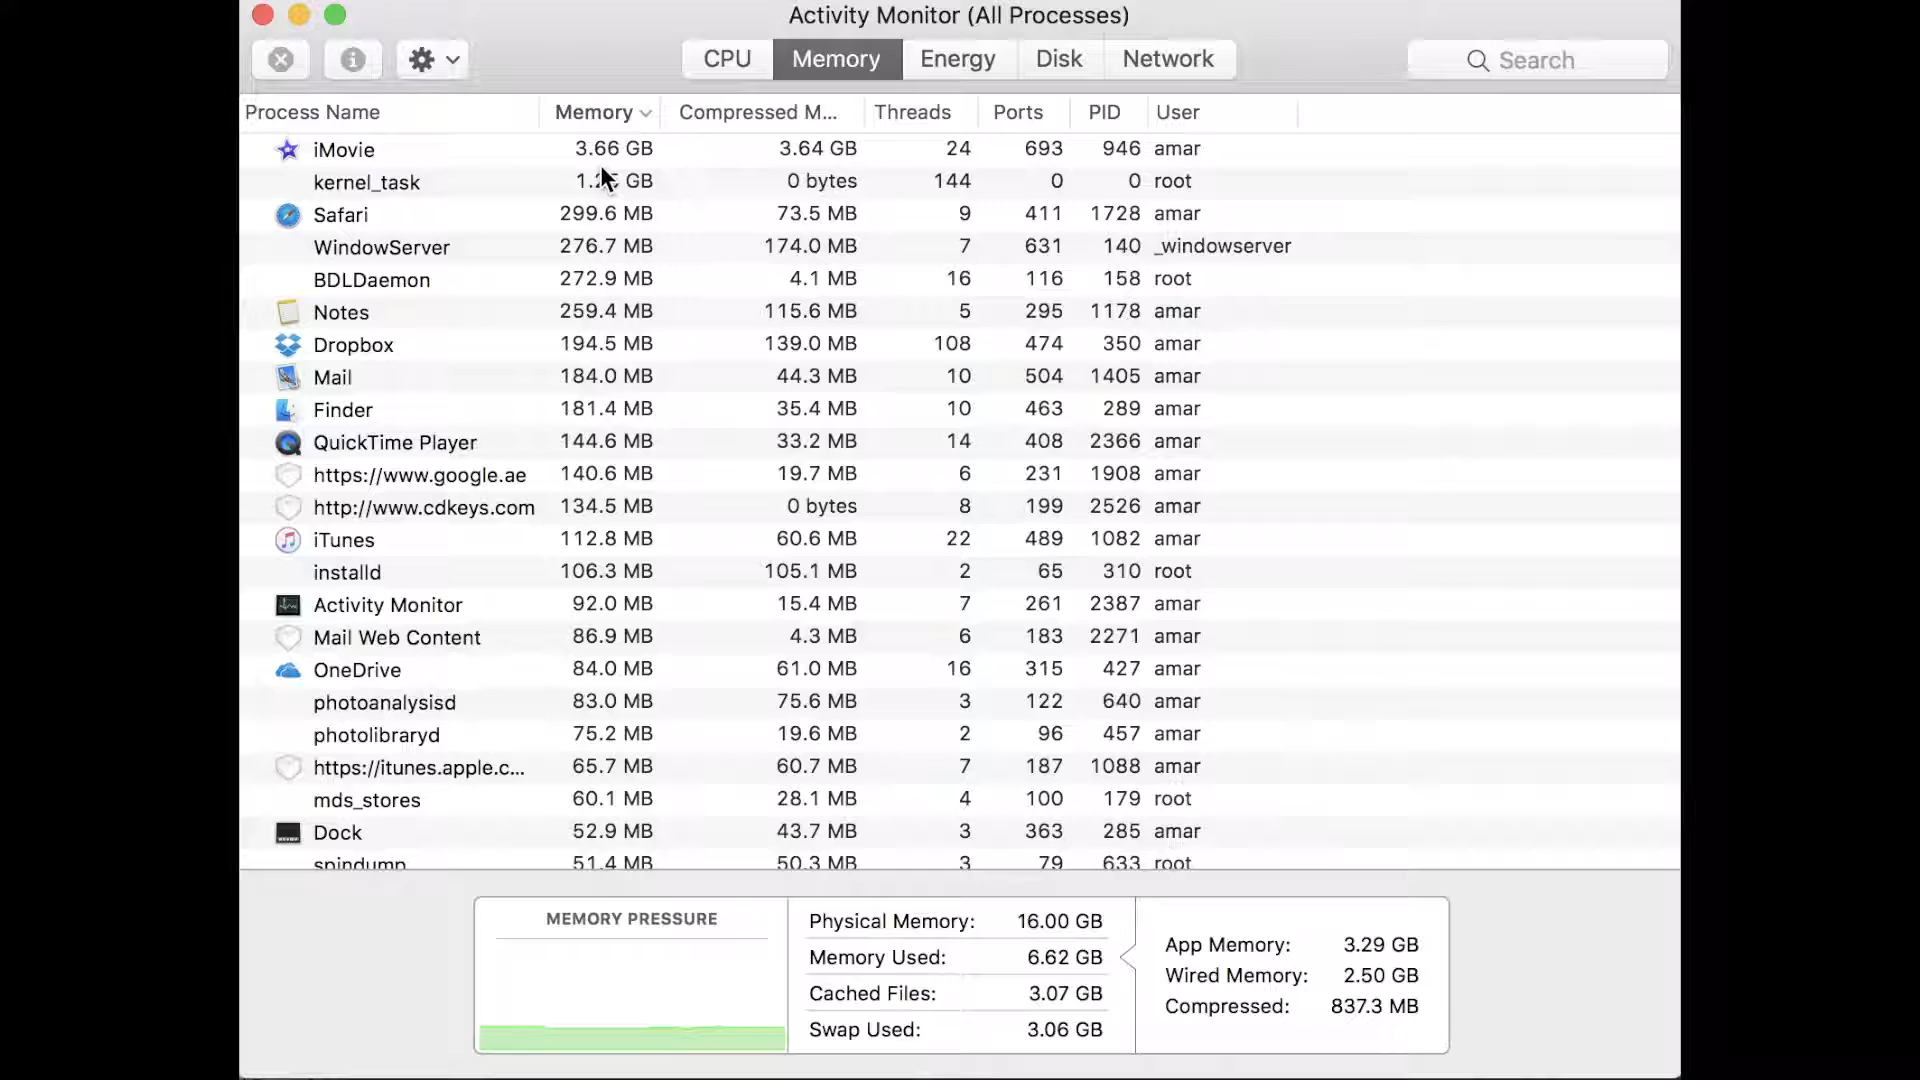 Activity Monitor (All Processes)
CPU Memory Energy Disk Network Search
Process Name Memory Compressed M... Threads Ports PID User
iMovie 3.66 GB 3.64 GB 24 693 946 amar
kernel_task GB 0 bytes 144 0 0 root
Safari 299.6 MB 73.5 MB 9 411 1728 amar
WindowServer 276.7 MB 174.0 MB 7 631 140 _windowserver
BDLDaemon 272.9 MB 4.1 MB 16 116 158 root
Notes 259.4 MB 115.6 MB 5 295 1178 amar
Dropbox 194.5 MB 139.0 MB 108 474 350 amar
Mail 184.0 MB 44.3 MB 10 504 1405 amar
Finder 181.4 MB 35.4 MB 10 463 289 amar
QuickTime Player 144.6 MB 33.2 MB 14 408 2366 amar
https://www.google.ae 140.6 MB 19.7 MB 6 231 1908 amar
http://www.cdkeys.com 134.5 MB 0 bytes 8 199 2526 amar
iTunes 112.8 MB 60.6 MB 22 489 1082 amar
installd 106.3 MB 105.1 MB 2 65 310 root
Activity Monitor 92.0 MB 15.4 MB 7 261 2387 amar
Mail Web Content 86.9 MB 4.3 MB 6 183 2271 amar
OneDrive 84.0 MB 61.0 MB 16 315 427 amar
photoanalysisd 83.0 MB 75.6 MB 3 122 640 amar
photolibraryd 75.2 MB 19.6 MB 2 96 457 amar
https://itunes.apple.c... 65.7 MB 60.7 MB 7 187 1088 amar
mds_stores 60.1 MB 28.1 MB 4 100 179 root
Dock 52.9 MB 43.7 MB 3 363 285 amar
spindump 51.4 MB 50.3 MB 3 79 633 root
MEMORY PRESSURE
Physical Memory: 16.00 GB
Memory Used: 6.62 GB
Cached Files: 3.07 GB
Swap Used: 3.06 GB
App Memory: 3.29 GB
Wired Memory: 2.50 GB
Compressed: 837.3 MB